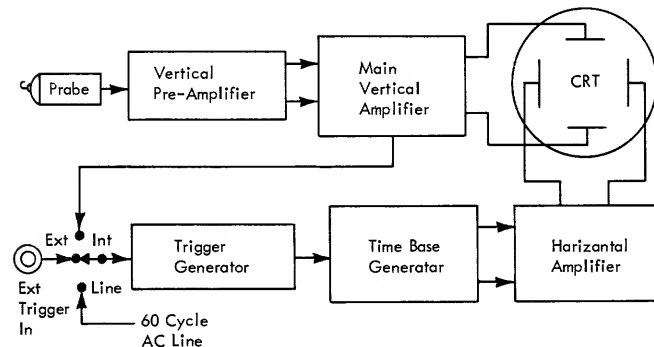 Probe
Vertical
Pre-Amplifier
Main
Vertical
Amplifier
CRT
Ext
Int
Line
Ext
Trigger
In
60 Cycle
AC Line
Trigger
Generator
Time Base
Generatar
Harizantal
Amplifier